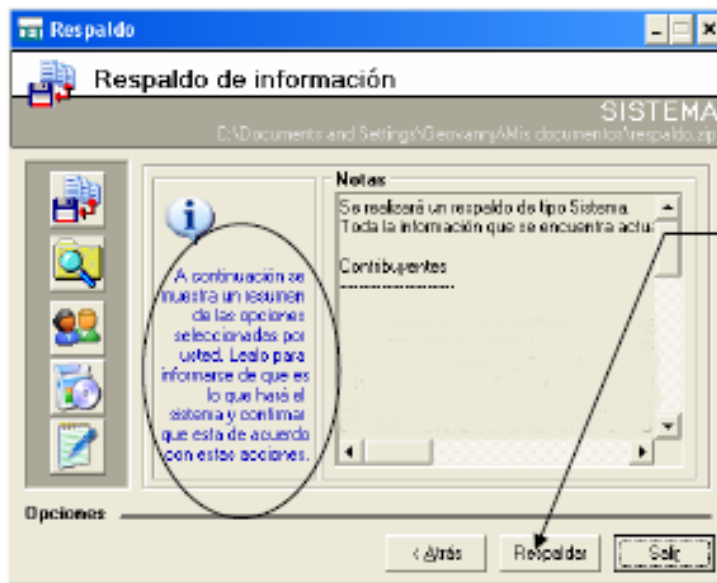 Respaldo
Respaldo de información
SISTEMA
C:\Documents and Settings\Geovanny\Mis documentos\respaldo.zip
A continuación se
muestra un resumen
de las opciones
seleccionadas por
usted. Lealo para
informarse de que es
lo que hará el
sistema y confirmar
que esta de acuerdo
con estas acciones.
Notas
Se realizará un respaldo de tipo Sistema.
Toda la información que se encuentra actu
Contribuyentes
--------------------
Opciones
< Atrás
Respaldar
Salir